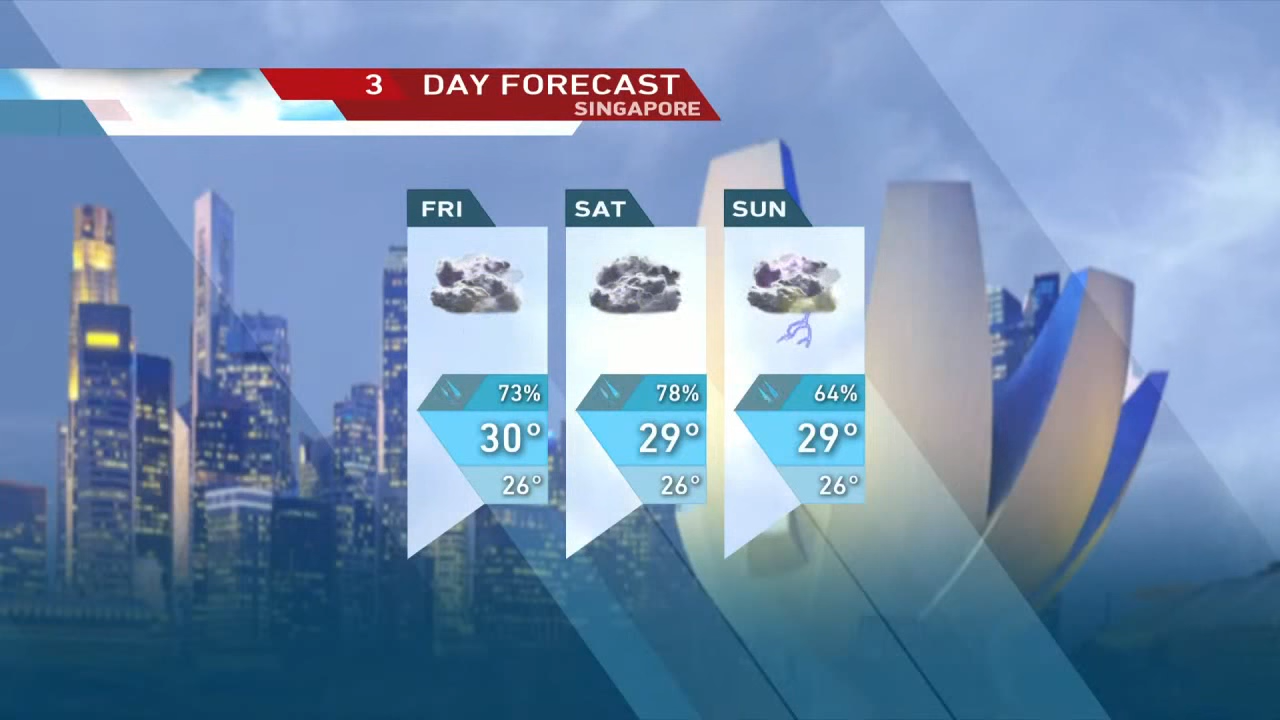 3 DAY FORECAST
SINGAPORE
FRI SAT SUN
73% 78% 64%
30° 29° 29°
26° 26° 26°